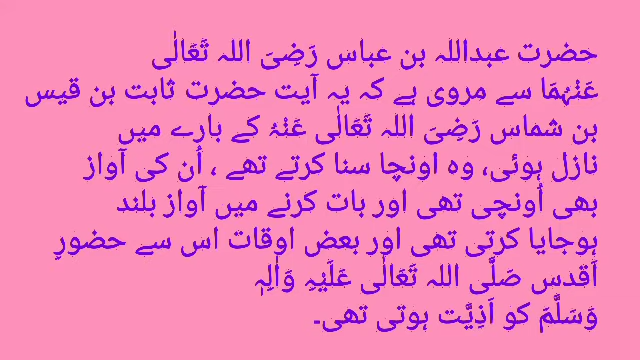 حضرت عبداللہ بن عباس رَضِیَ اللہ تَعَالٰی
عَنْہُمَا سے مروی ہے کہ یہ آیت حضرت ثابت بن قیس
بن شماس رَضِیَ اللہ تَعَالٰی عَنْہُ کے بارے میں
نازل ہوئی، وہ اونچا سنا کرتے تھے ، اُن کی آواز
بھی اُونچی تھی اور بات کرنے میں آواز بلند
ہوجایا کرتی تھی اور بعض اوقات اس سے حضورِ
اَقدس صَلَّی اللہ تَعَالٰی عَلَیْہِ وَاٰلِہٖ
وَسَلَّمَ کو اَذِیَّت ہوتی تھی۔